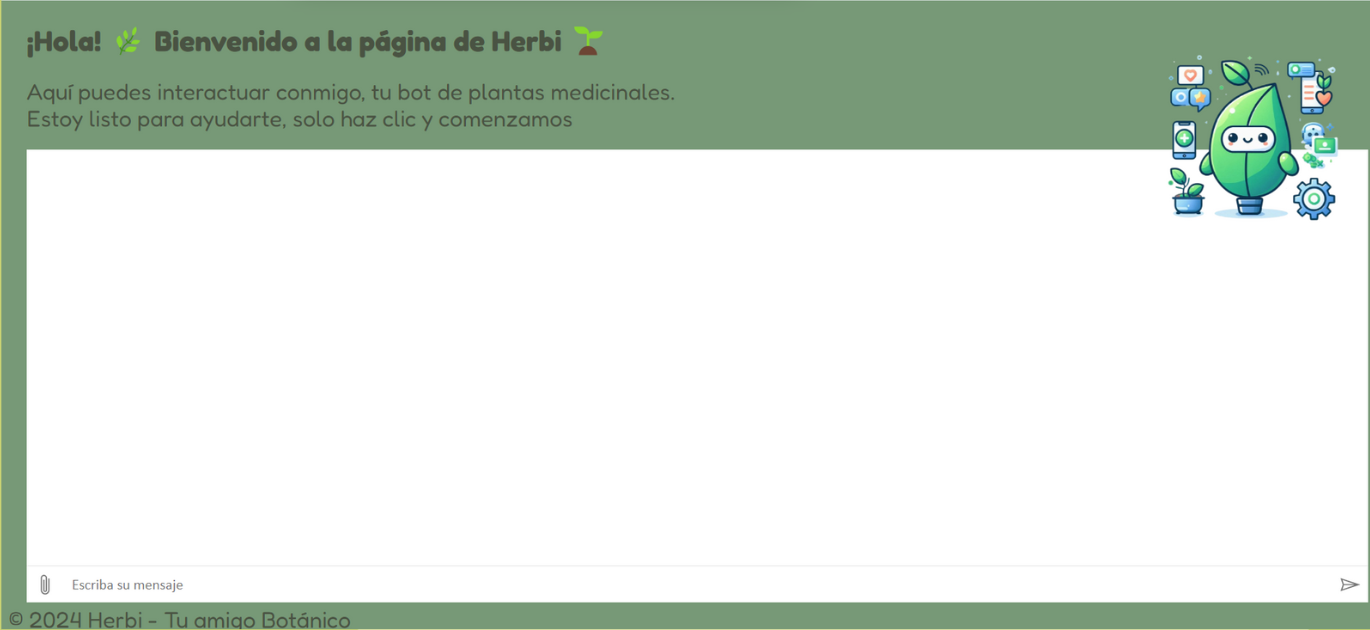 ¡Hola! 🌿 Bienvenido a la página de Herbi 🌱
Aquí puedes interactuar conmigo, tu bot de plantas medicinales.
Estoy listo para ayudarte, solo haz clic y comenzamos
Escriba su mensaje
© 2024 Herbi - Tu amigo Botánico